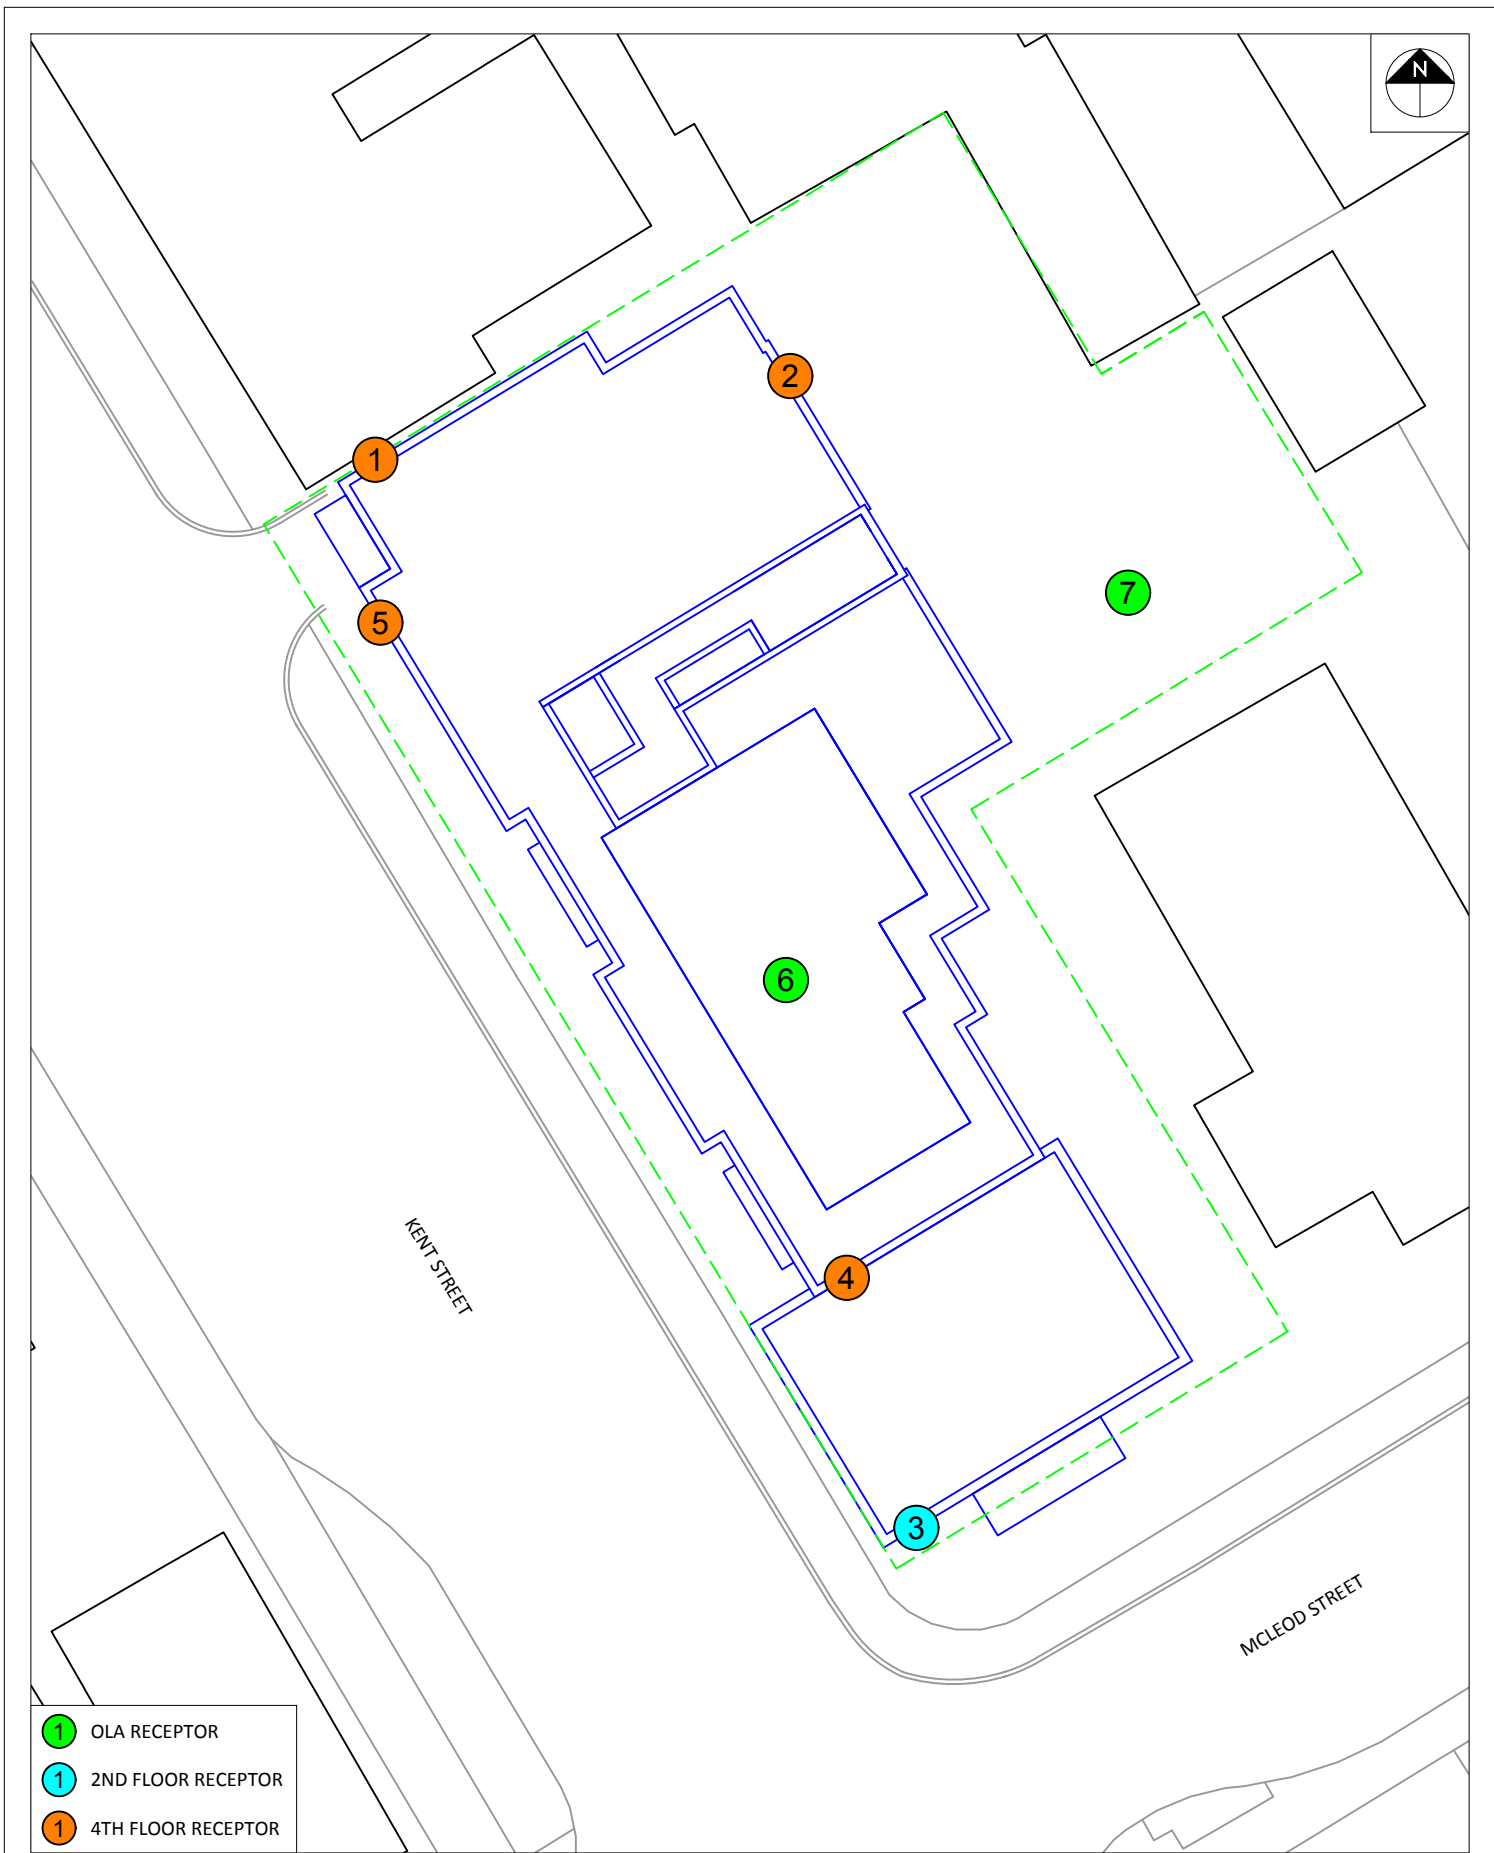 N
2
1
7
5
6
4
KENT STREET
3
MCLEOD STREET
1 OLA RECEPTOR
1 2ND FLOOR RECEPTOR
1 4TH FLOOR RECEPTOR